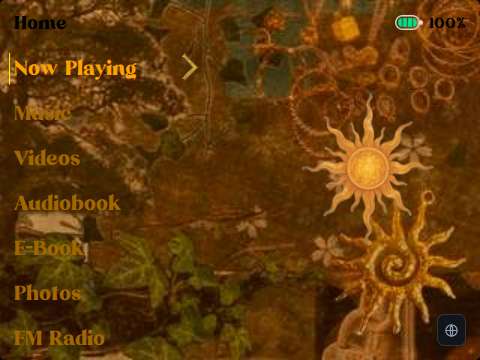 Home
100%
Now Playing
Music
Videos
Audiobook
E-Book
Photos
FM Radio